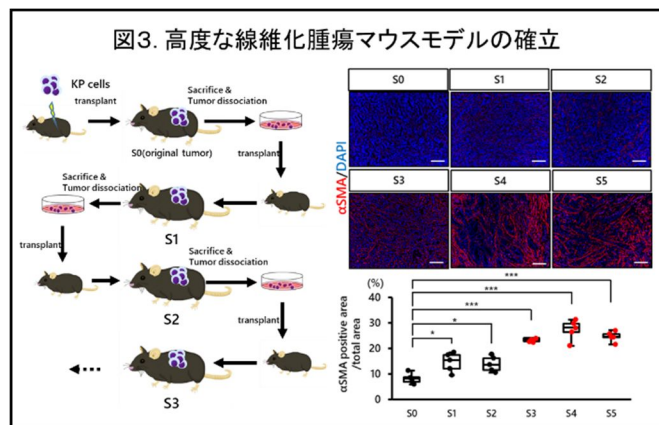 図3. 高度な線維化腫瘍マウスモデルの確立
KP cells
transplant
Sacrifice &
Tumor dissociation
S0(original tumor)
transplant
Sacrifice &
Tumor dissociation
S1
transplant
Sacrifice &
Tumor dissociation
S2
transplant
S3
S0
S1
S2
S3
S4
S5
αSMA/DAPI
(%)
αSMA positive area
/total area
40
30
20
10
0
***
***
***
*
*
S0
S1
S2
S3
S4
S5